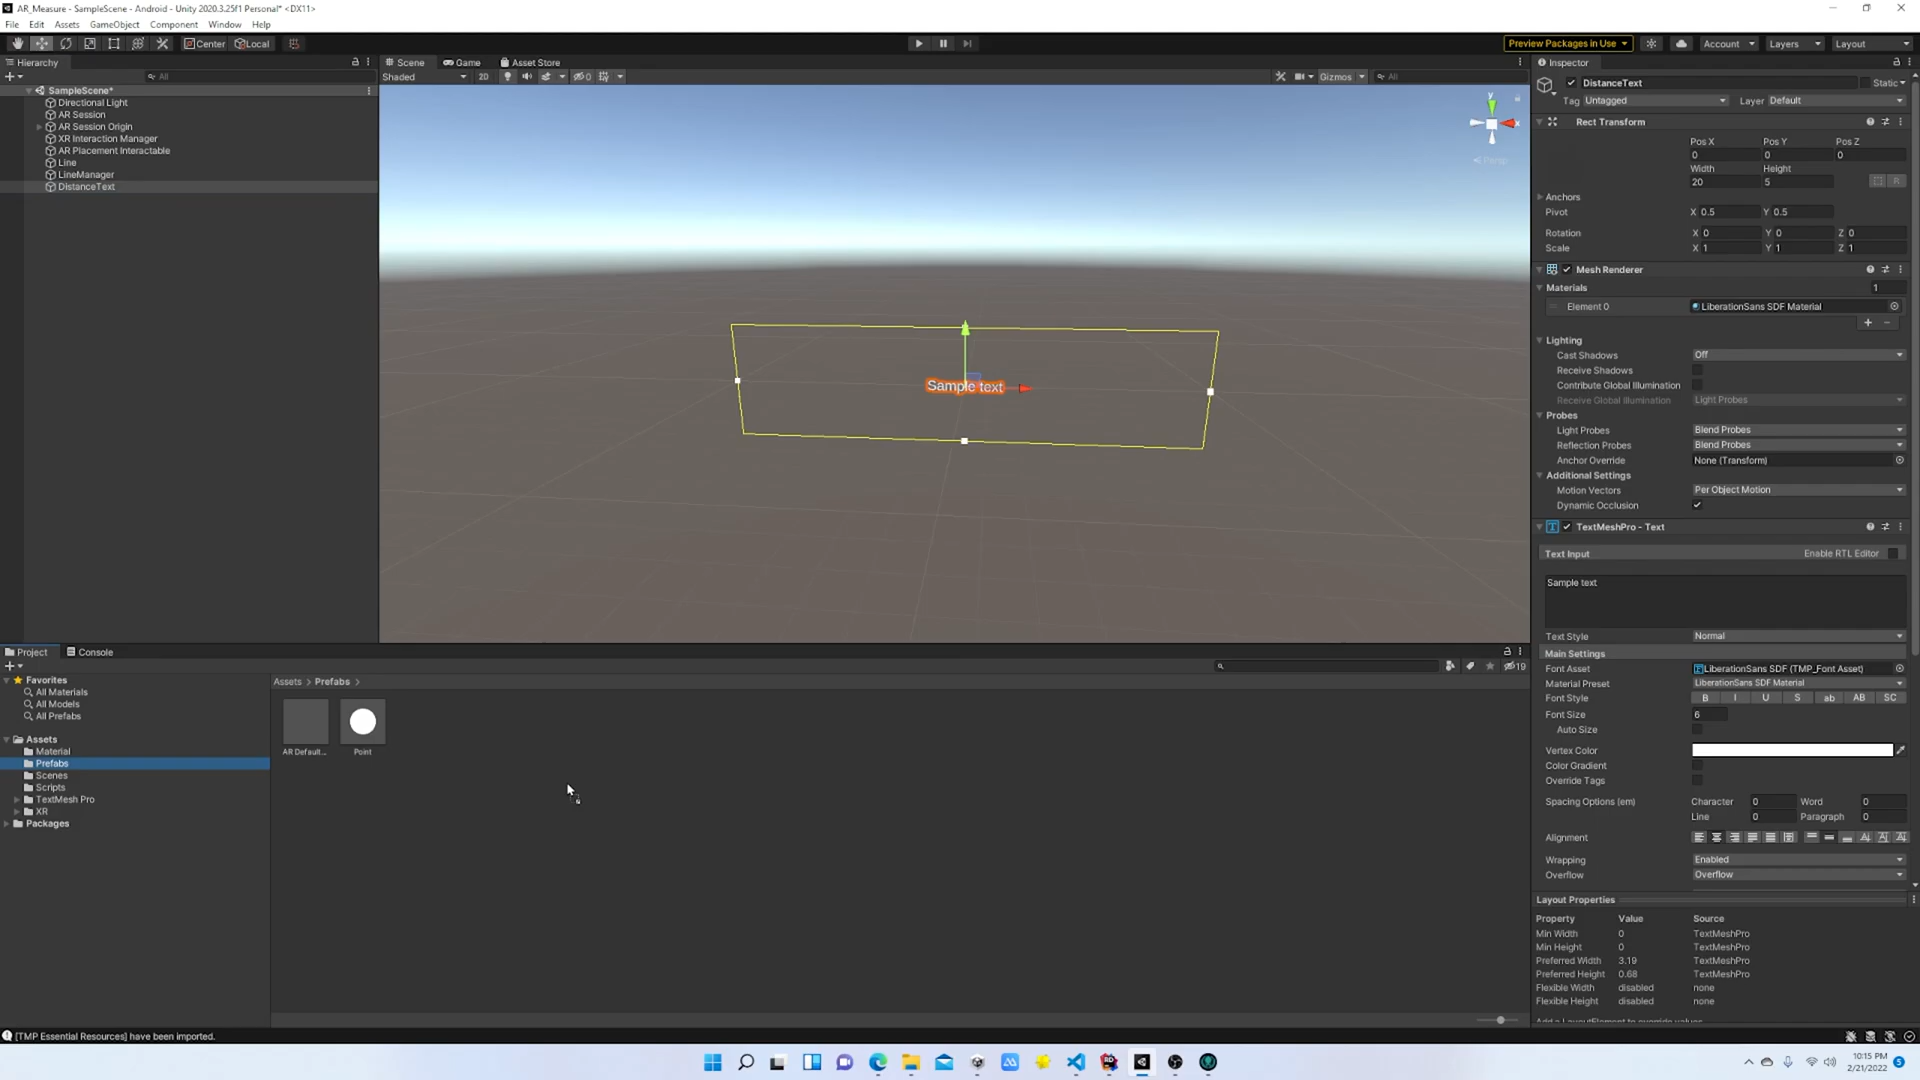 AR_Measure - SampleScene - Android - Unity 2020.3.25f1 Personal* <DX11>
File Edit Assets GameObject Component Window Help
Center Local
Preview Packages in Use Account Layers Layout
Hierarchy
All
SampleScene*
Directional Light
AR Session
AR Session Origin
XR Interaction Manager
AR Placement Interactable
Line
LineManager
DistanceText
Scene Game Asset Store
Shaded 2D 0 Gizmos All
y
x
Persp
Sample text
Inspector
DistanceText Static
Tag Untagged Layer Default
Rect Transform
Pos X Pos Y Pos Z
0 0 0
Width Height
20 5
R
Anchors
Pivot X 0.5 Y 0.5
Rotation X 0 Y 0 Z 0
Scale X 1 Y 1 Z 1
Mesh Renderer
Materials 1
Element 0 LiberationSans SDF Material
Lighting
Cast Shadows Off
Receive Shadows
Contribute Global Illumination
Receive Global Illumination Light Probes
Probes
Light Probes Blend Probes
Reflection Probes Blend Probes
Anchor Override None (Transform)
Additional Settings
Motion Vectors Per Object Motion
Dynamic Occlusion
TextMeshPro - Text
Text Input Enable RTL Editor
Sample text
Text Style Normal
Main Settings
Font Asset LiberationSans SDF (TMP_Font Asset)
Material Preset LiberationSans SDF Material
Font Style B I U S ab AB SC
Font Size 6
Auto Size
Vertex Color
Color Gradient
Override Tags
Spacing Options (em) Character 0 Word 0
Line 0 Paragraph 0
Alignment
Wrapping Enabled
Overflow Overflow
Layout Properties
Property Value Source
Min Width 0 TextMeshPro
Min Height 0 TextMeshPro
Preferred Width 3.19 TextMeshPro
Preferred Height 0.68 TextMeshPro
Flexible Width disabled none
Flexible Height disabled none
Add a LayoutElement to override values
Project Console
19
Favorites
All Materials
All Models
All Prefabs
Assets
Material
Prefabs
Scenes
Scripts
TextMesh Pro
XR
Packages
Assets > Prefabs >
AR Default...
Point
[TMP Essential Resources] have been imported.
10:15 PM
2/21/2022
5